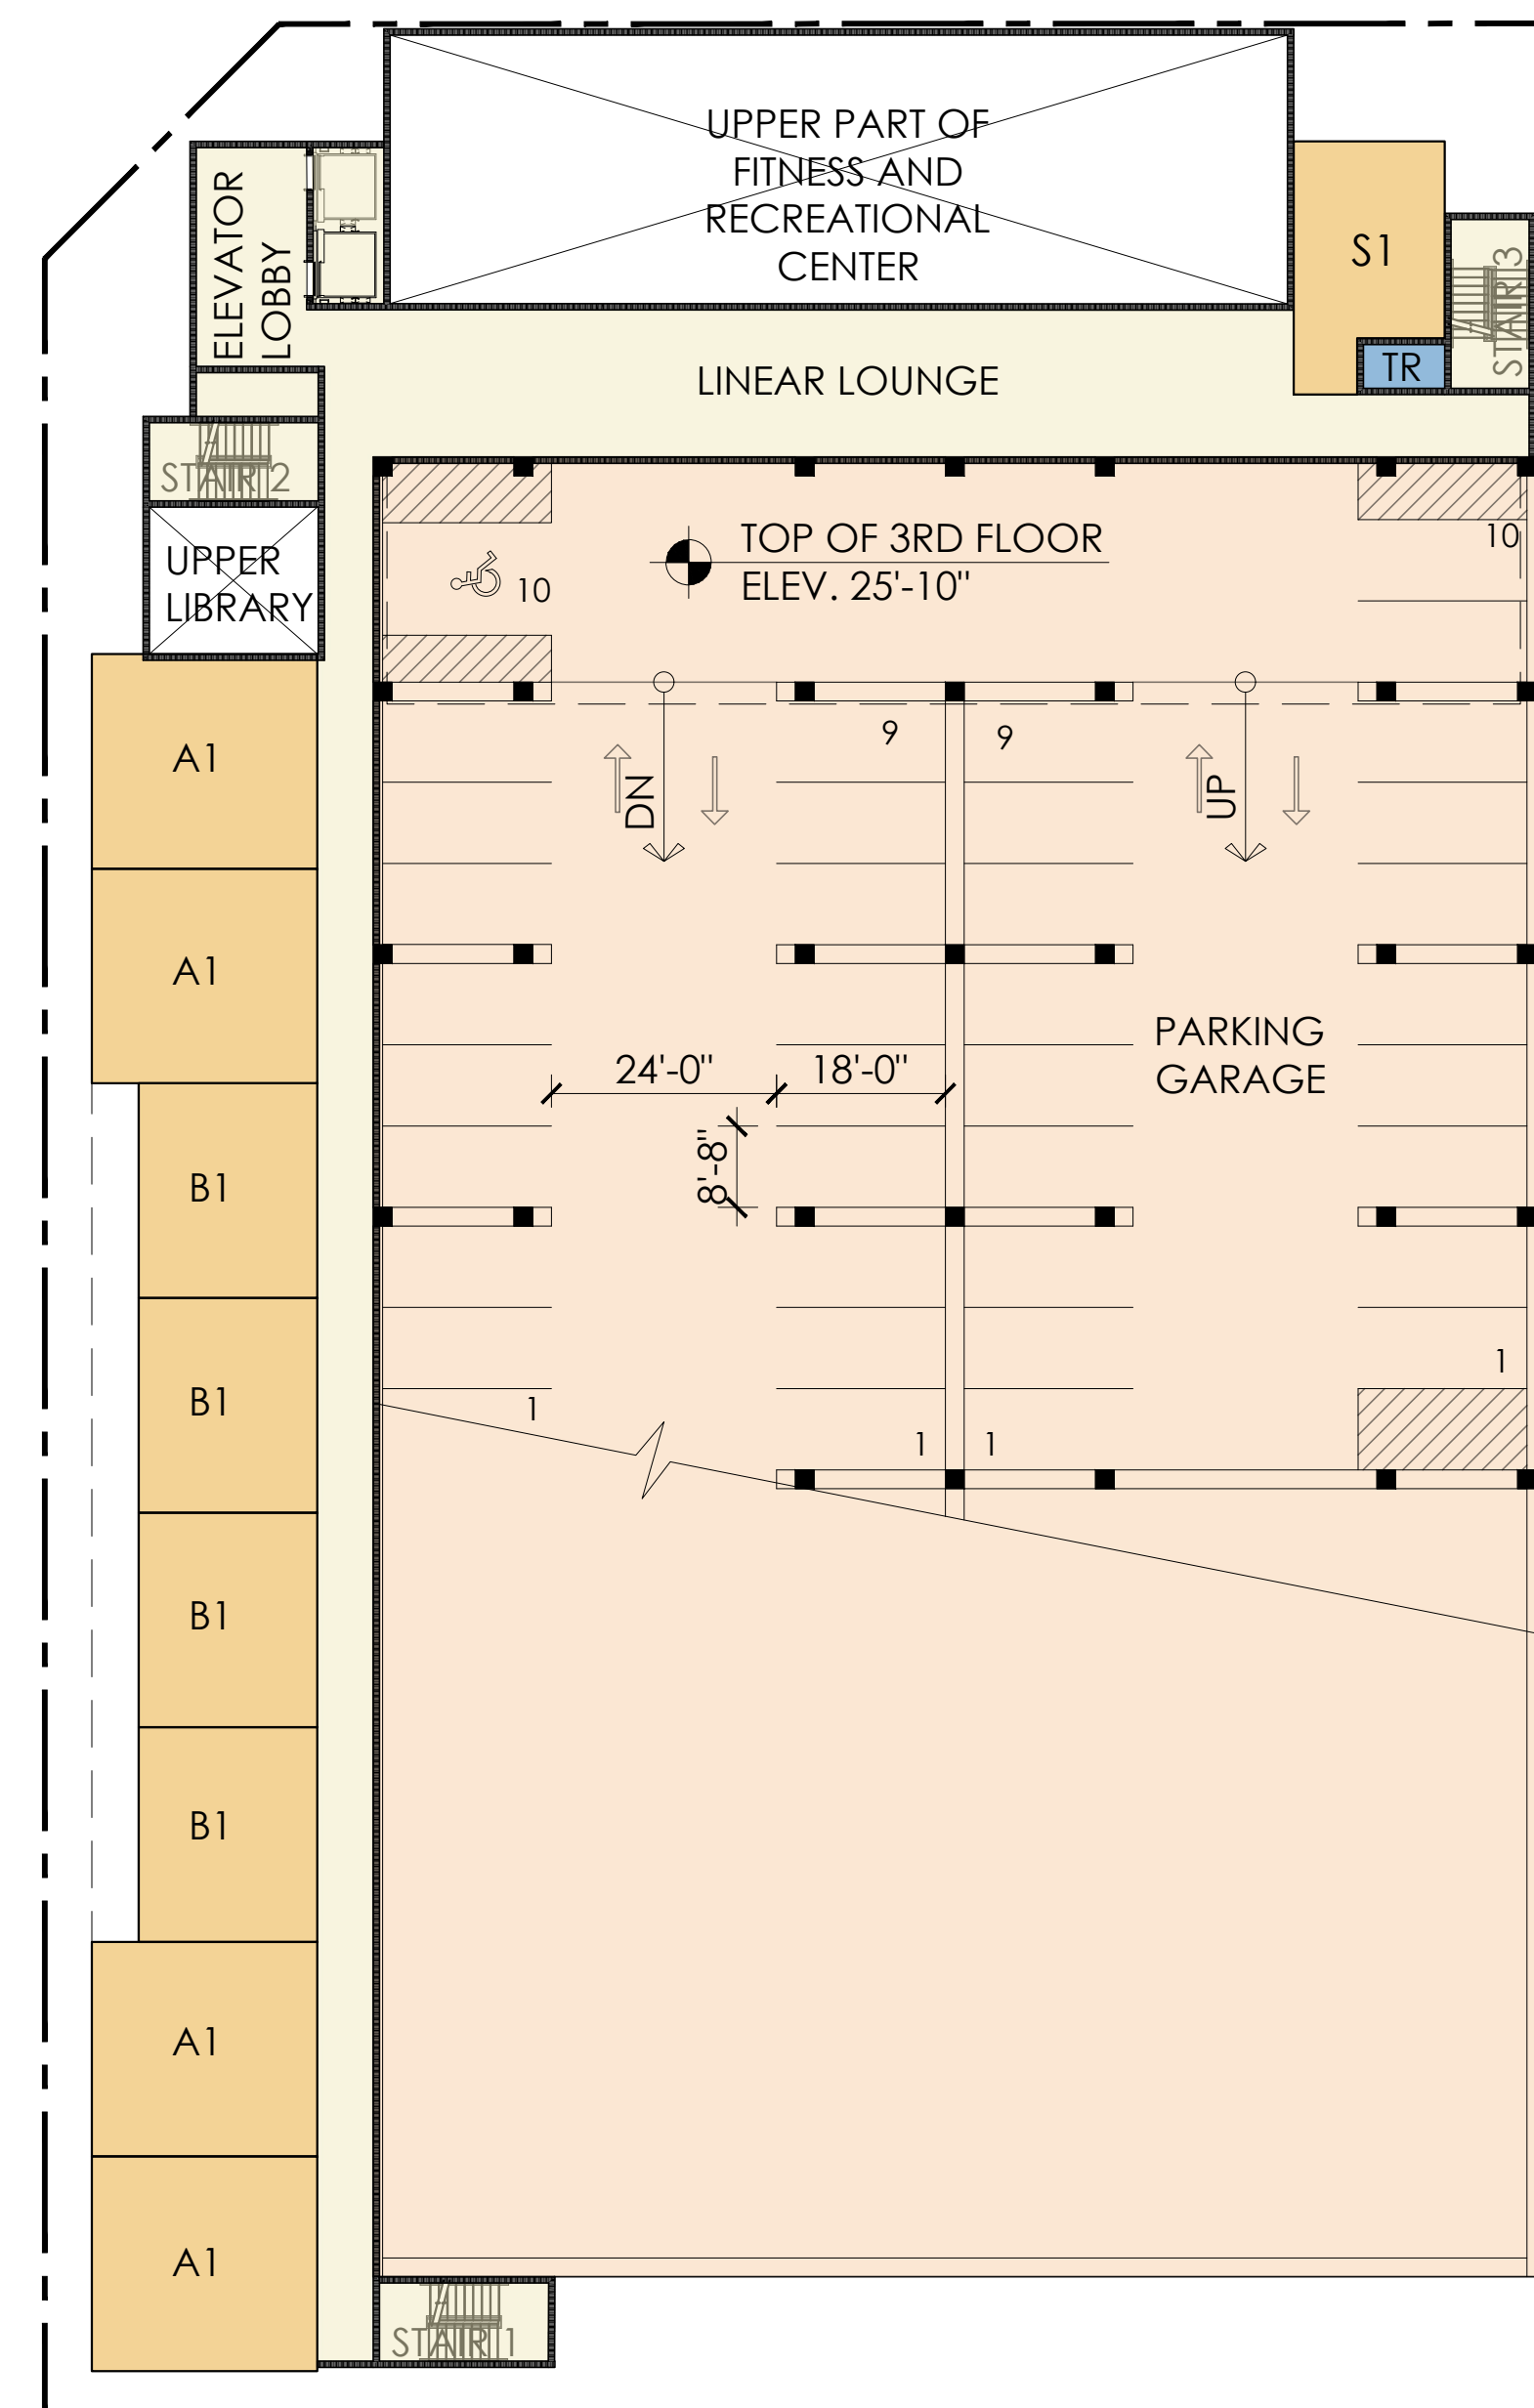 UPPER PART OF
FITNESS AND
RECREATIONAL
CENTER
ELEVATOR
LOBBY
S1
STAIR 3
TR
LINEAR LOUNGE
STAIR 2
UPPER
LIBRARY
TOP OF 3RD FLOOR
ELEV. 25'-10"
10
10
9
9
DN
UP
A1
A1
PARKING
GARAGE
24'-0"
18'-0"
8'-8"
B1
B1
1
1
1
1
B1
B1
A1
A1
STAIR 1